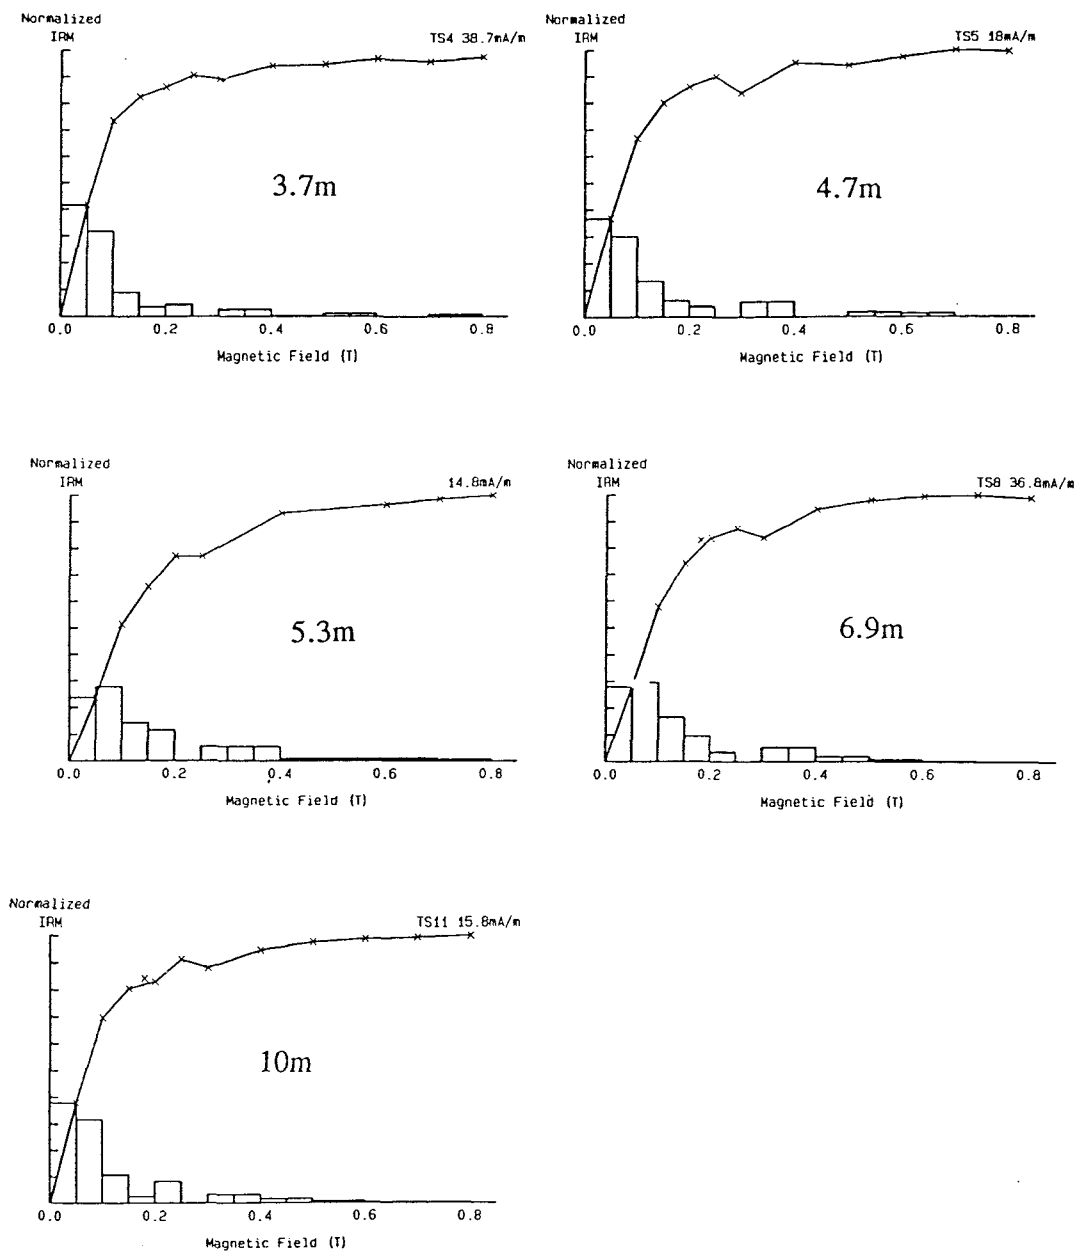 Normalized
IRM
TS4 38.7mA/m
3.7m
0.0 0.2 0.4 0.6 0.8
Magnetic Field (T)
Normalized
IRM
TS5 18mA/m
4.7m
0.0 0.2 0.4 0.6 0.8
Magnetic Field (T)
Normalized
IRM
14.8mA/m
5.3m
0.0 0.2 0.4 0.6 0.8
Magnetic Field (T)
Normalized
IRM
TS8 36.8mA/m
6.9m
0.0 0.2 0.4 0.6 0.8
Magnetic Field (T)
Normalized
IRM
TS11 15.8mA/m
10m
0.0 0.2 0.4 0.6 0.8
Magnetic Field (T)